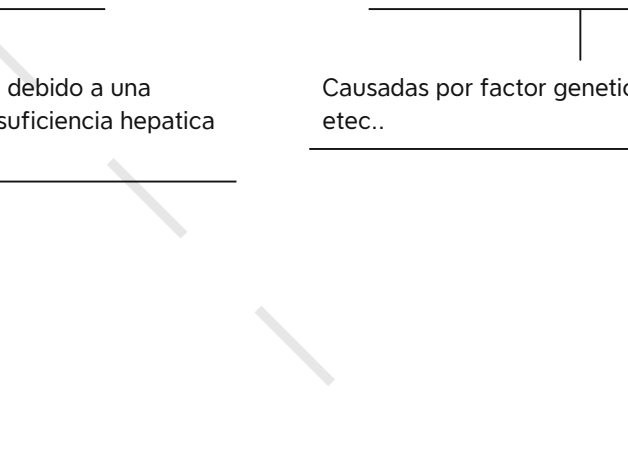 debido a una
suficiencia hepatica
Causadas por factor genetic
etec..